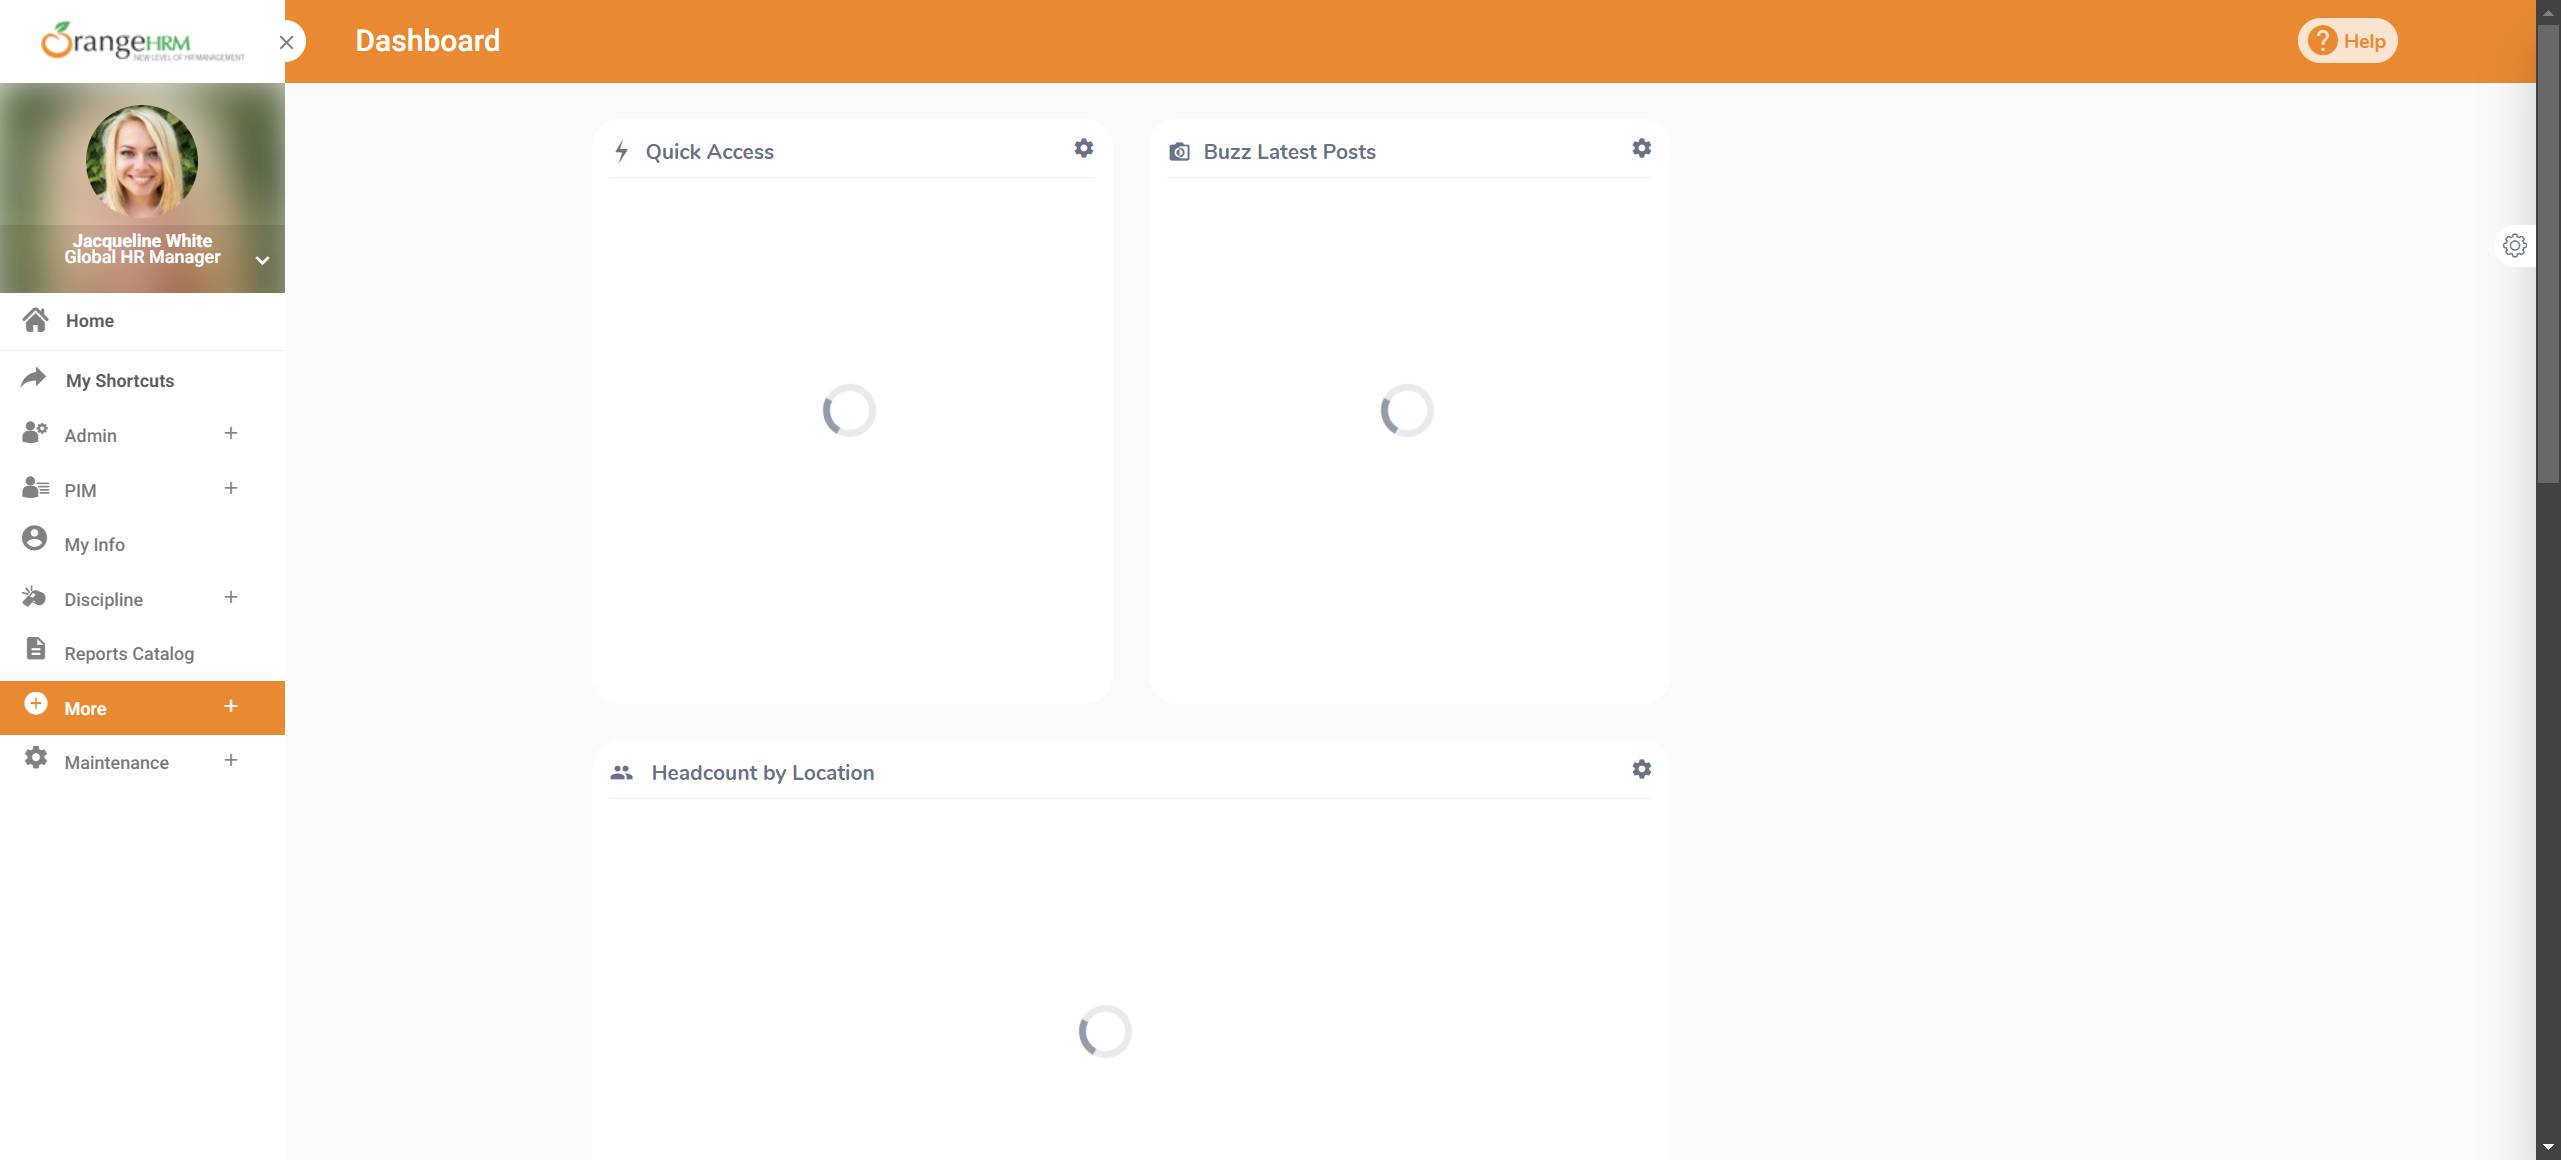 OrangeHRM
NEW LEVEL OF HR MANAGEMENT
Dashboard
? Help
Jacqueline White
Global HR Manager
Home
My Shortcuts
Admin +
PIM +
My Info
Discipline +
Reports Catalog
More +
Maintenance +
Quick Access
Buzz Latest Posts
Headcount by Location